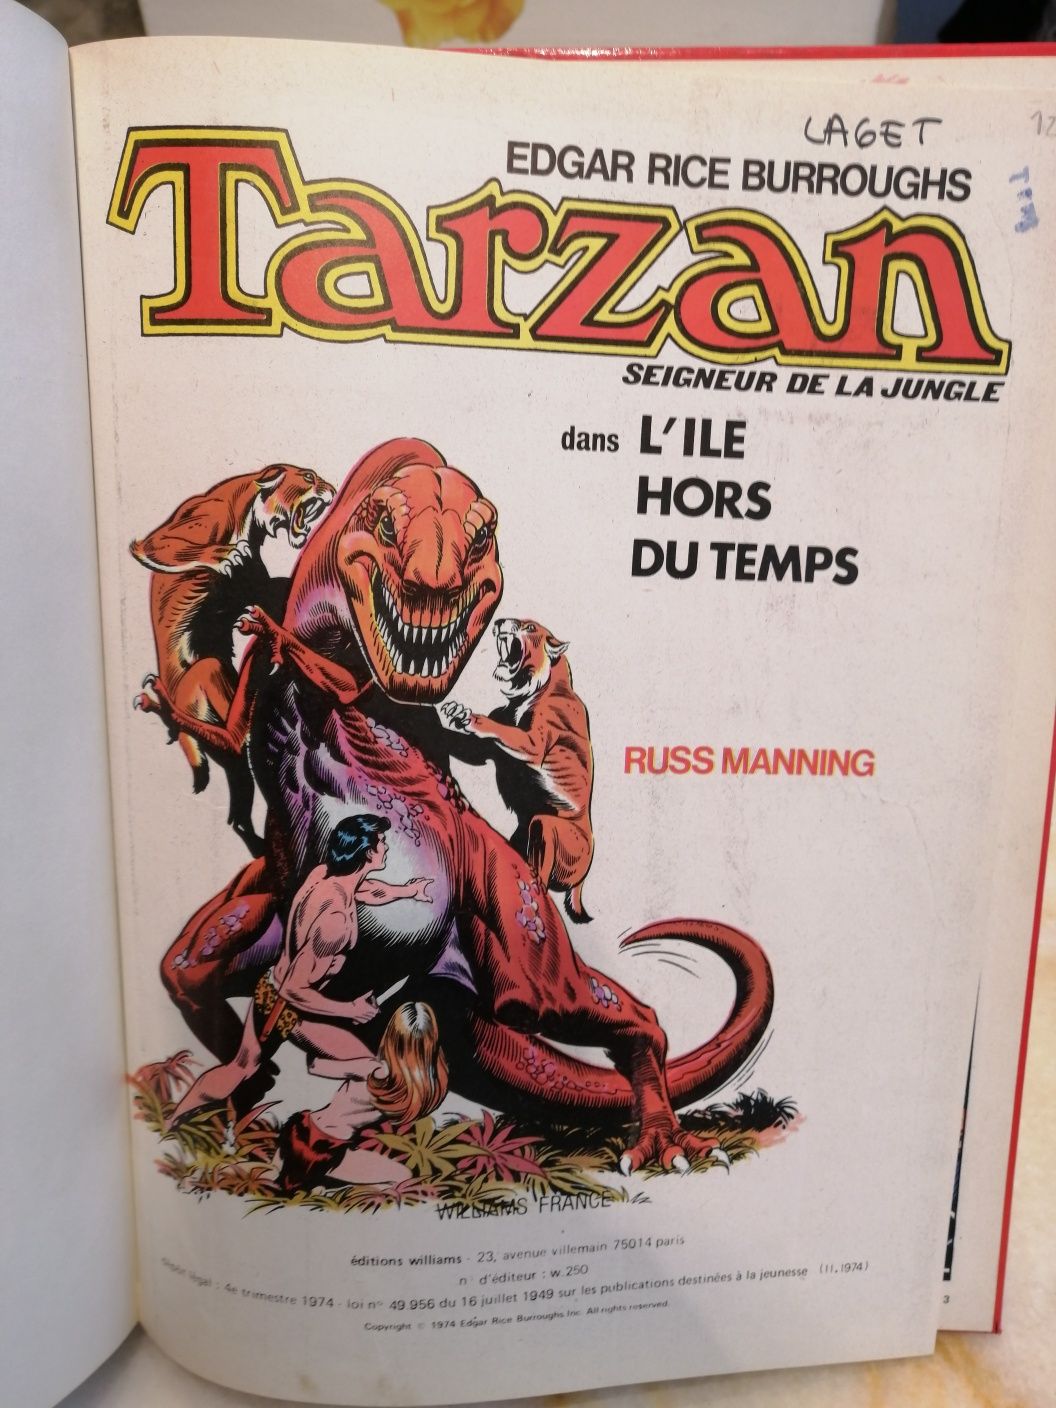 LAGET
EDGAR RICE BURROUGHS
Tarzan
SEIGNEUR DE LA JUNGLE
dans L'ILE
HORS
DU TEMPS
RUSS MANNING
WILLIAMS FRANCE
éditions williams - 23, avenue villemain 75014 paris
n° d'éditeur : w.250
légal : 4e trimestre 1974 - loi n° 49.956 du 16 juillet 1949 sur les publications destinées à la jeunesse (11.1974)
Copyright © 1974 Edgar Rice Burroughs Inc. All rights reserved.
3